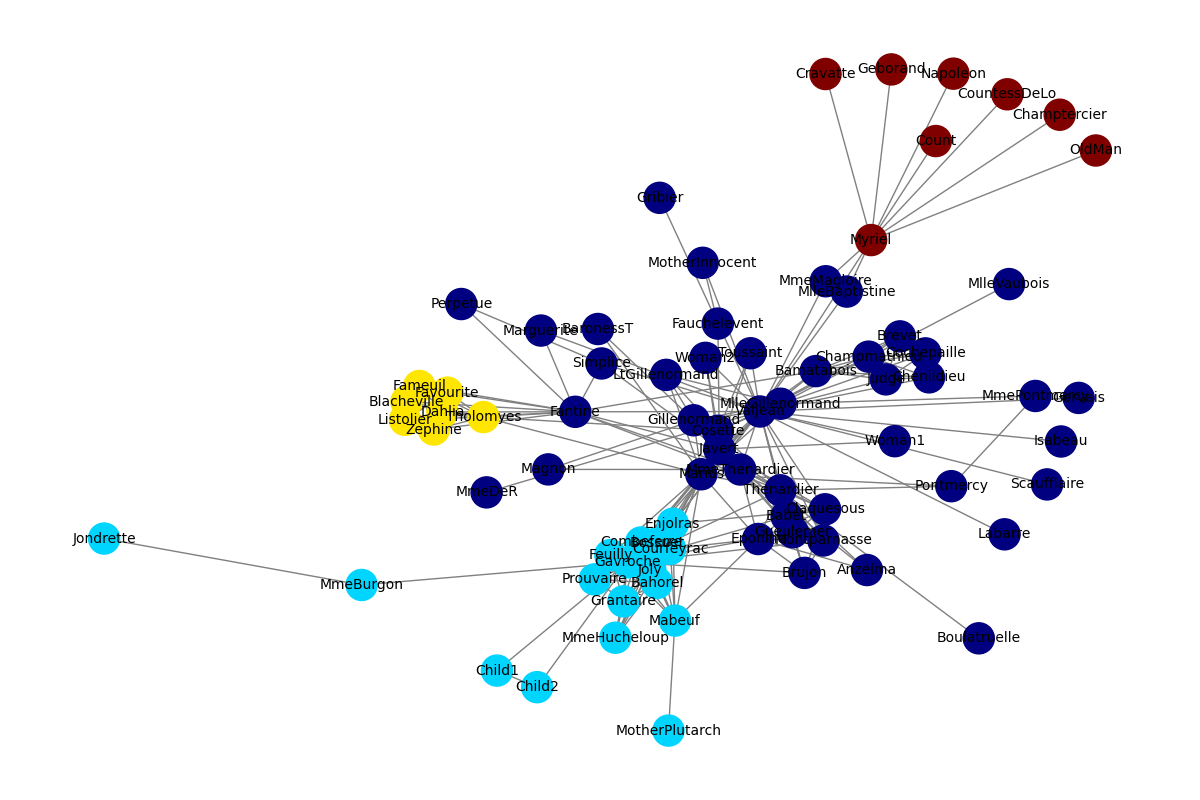 Cravatte
Geborand
Napoleon
CountessDeLo
Champtercier
Count
OldMan
Gribier
Myriel
MotherInnocent
MmeMagloire
MlleBaptistine
MlleVaubois
Perpetue
Marguerite
BaronessT
Fauchelevent
Brevet
Simplice
Woman2
Toussaint
Champmathieu
Cochepaille
LtGillenormand
Bamatabois
Judge
Chenildieu
Fameuil
Favourite
Blacheville
Dahlia
Tholomyes
Listolier
Zephine
Fantine
MlleGillenormand
Valjean
MmePontmercy
Gervais
Gillenormand
Cosette
Javert
Woman1
Isabeau
Magnon
Marius
MmeThenardier
MmeDeR
Thenardier
Pontmercy
Scaufflaire
Claquesous
Babet
Enjolras
Gueulemer
Labarre
Jondrette
Combeferre
Bossuet
Eponine
Montparnasse
Feuilly
Courfeyrac
Gavroche
Joly
Brujon
Anzelma
Prouvaire
Bahorel
MmeBurgon
Grantaire
Mabeuf
MmeHucheloup
Boulatruelle
Child1
Child2
MotherPlutarch